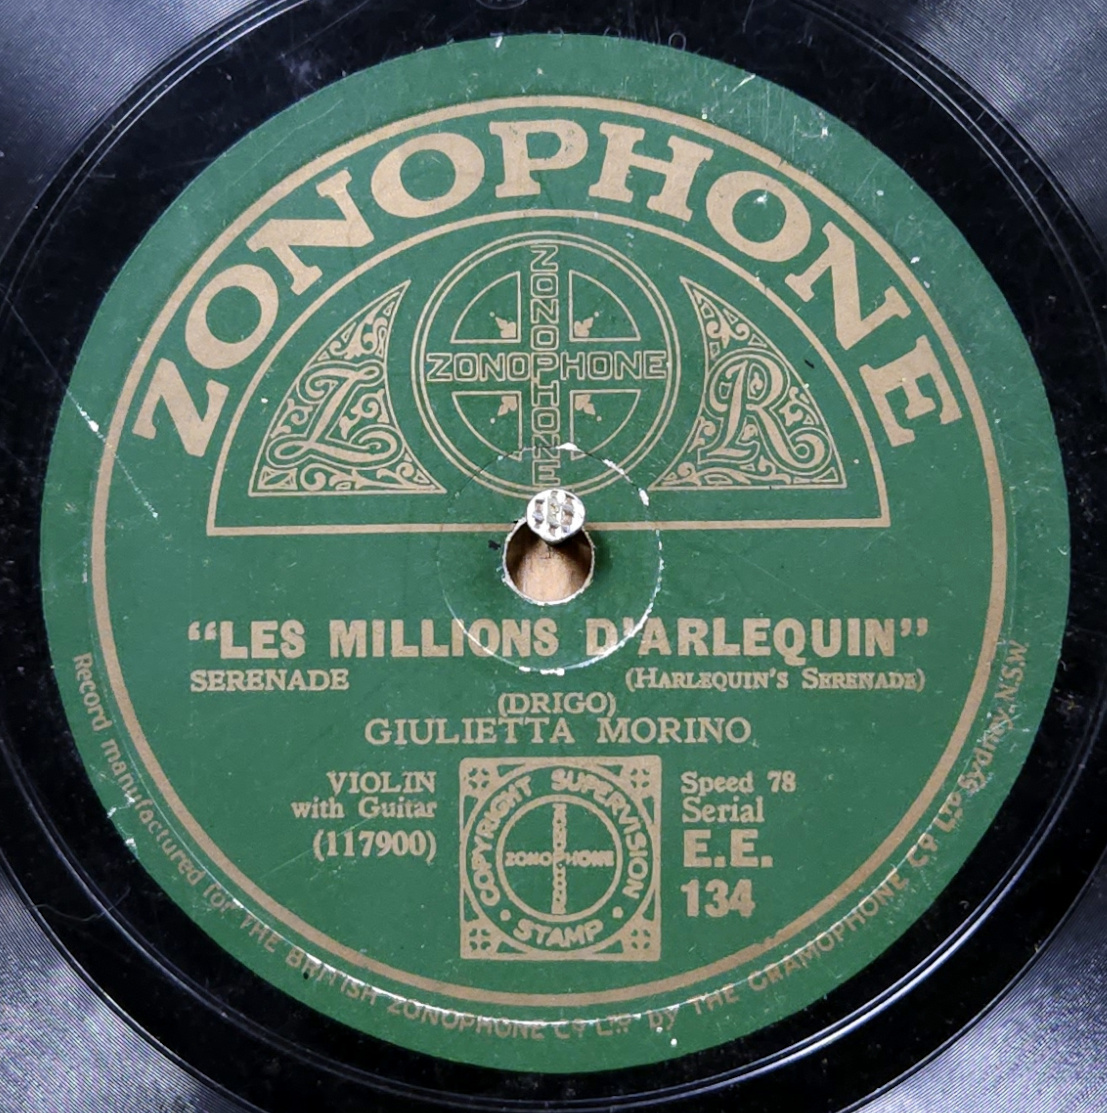 ZONOPHONE
ZONOPHONE
ZONOPHONE
Z
R
"LES MILLIONS D'ARLEQUIN"
SERENADE (HARLEQUIN'S SERENADE)
(DRIGO)
GIULIETTA MORINO
VIOLIN
with Guitar
(117900)
COPYRIGHT SUPERVISION • STAMP •
ZONOPHONE
Speed 78
Serial
E.E.
134
Record manufactured for THE BRITISH ZONOPHONE Co LTD by THE GRAMOPHONE Co LTD Sydney. N.S.W.